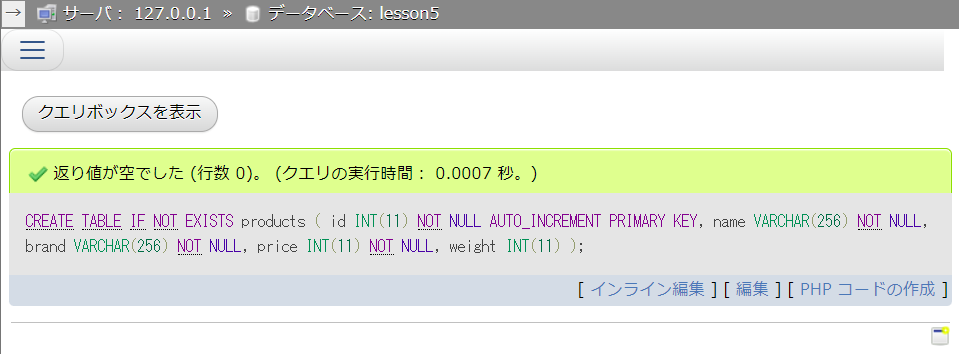 → サーバ: 127.0.0.1 » データベース: lesson5
クエリボックスを表示
返り値が空でした (行数 0)。 (クエリの実行時間: 0.0007 秒。)
CREATE TABLE IF NOT EXISTS products ( id INT(11) NOT NULL AUTO_INCREMENT PRIMARY KEY, name VARCHAR(256) NOT NULL,
brand VARCHAR(256) NOT NULL, price INT(11) NOT NULL, weight INT(11) );
[ インライン編集 ] [ 編集 ] [ PHP コードの作成 ]